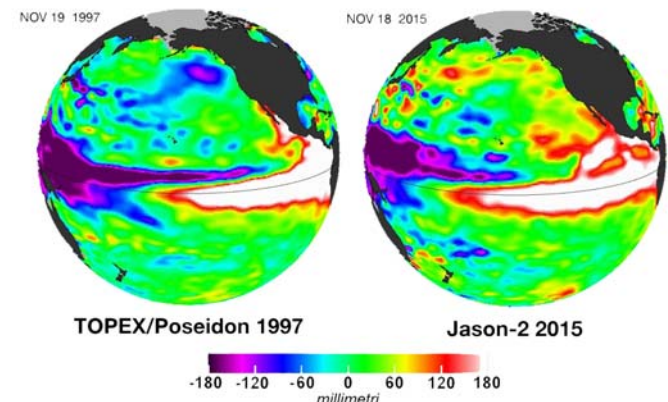 NOV 19 1997
NOV 18 2015
TOPEX/Poseidon 1997
Jason-2 2015
-180 -120 -60 0 60 120 180
millimetri